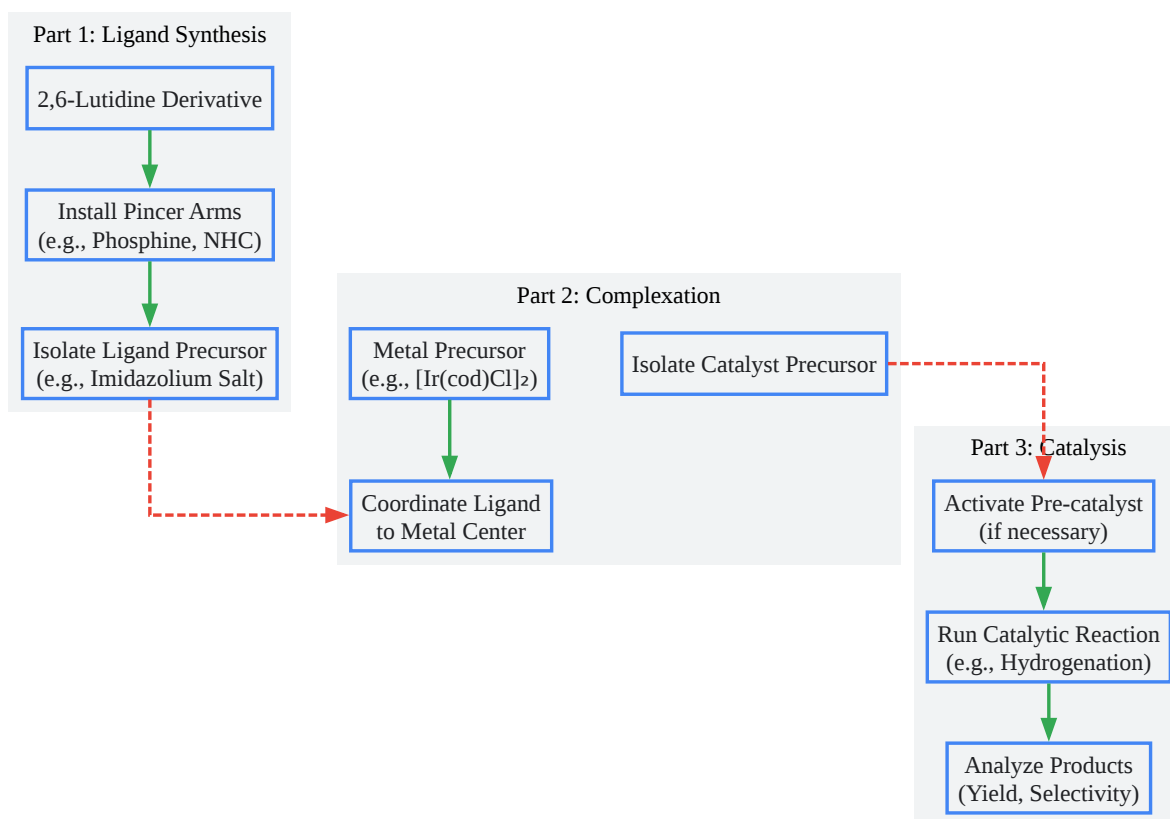 Part 1: Ligand Synthesis
2,6-Lutidine Derivative
Install Pincer Arms
(e.g., Phosphine, NHC)
Isolate Ligand Precursor
(e.g., Imidazolium Salt)
Part 2: Complexation
Metal Precursor
(e.g., [Ir(cod)Cl]₂)
Isolate Catalyst Precursor
Coordinate Ligand
to Metal Center
Part 3: Catalysis
Activate Pre-catalyst
(if necessary)
Run Catalytic Reaction
(e.g., Hydrogenation)
Analyze Products
(Yield, Selectivity)